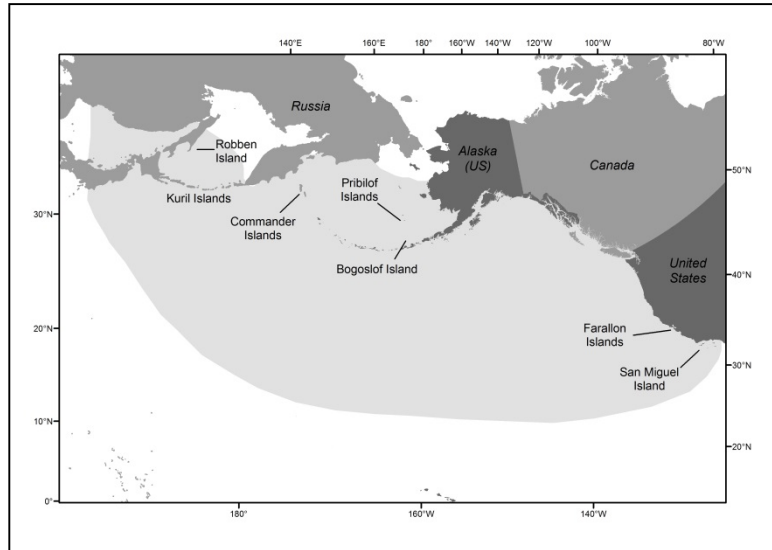 140°E 160°E 180° 160°W 140°W 120°W 100°W 80°W
Russia
Robben
Island
Alaska
(US)
Canada
50°N
Pribilof
Islands
Kuril Islands
30°N
Commander
Islands
Bogoslof Island
United
States
40°N
20°N
Farallon
Islands
San Miguel
Island
30°N
10°N
20°N
0°
180° 160°W 140°W